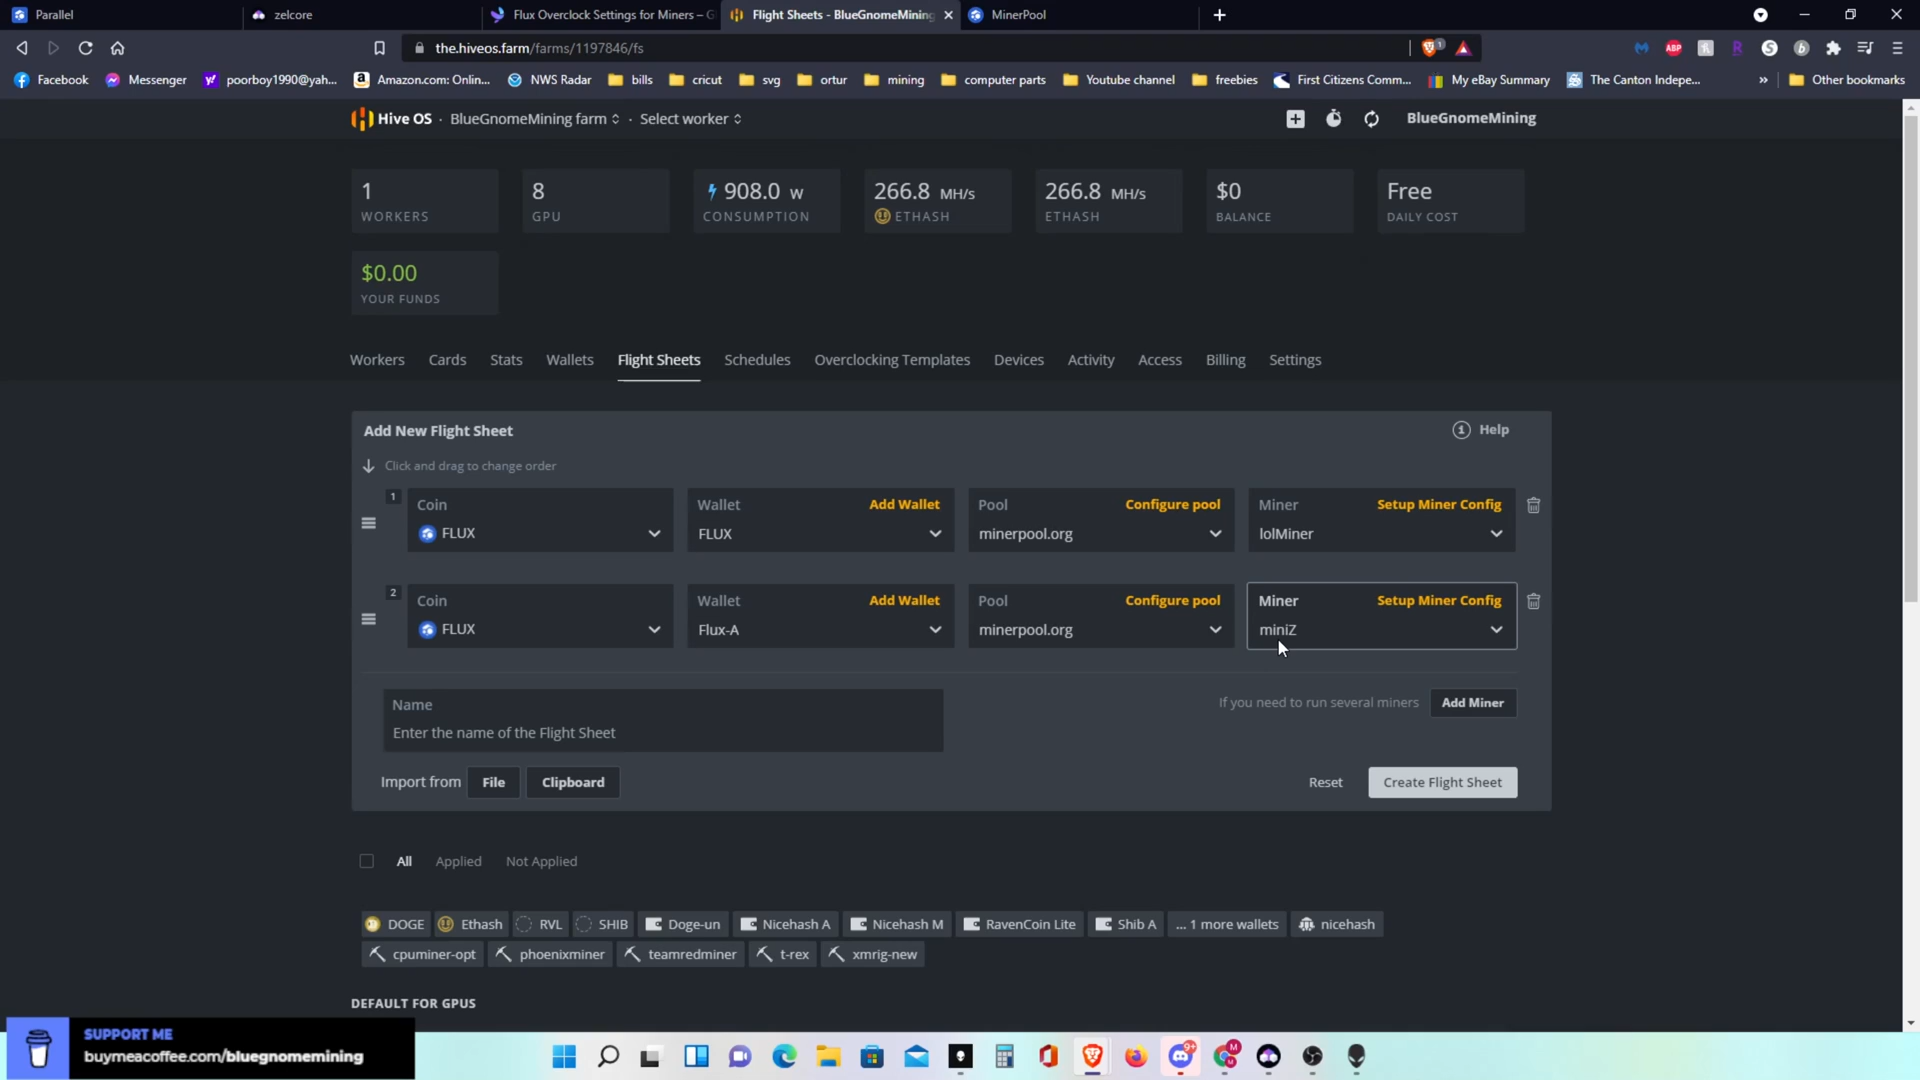 Parallel
zelcore
Flux Overclock Settings for Miners – G
Flight Sheets - BlueGnomeMining
MinerPool
the.hiveos.farm/farms/1197846/fs
1
ABP
Facebook
Messenger
poorboy1990@yah...
Amazon.com: Onlin...
NWS Radar
bills
cricut
svg
ortur
mining
computer parts
Youtube channel
freebies
First Citizens Comm...
My eBay Summary
The Canton Indepe...
»
Other bookmarks
Hive OS · BlueGnomeMining farm · Select worker
BlueGnomeMining
1
WORKERS
8
GPU
908.0 W
CONSUMPTION
266.8 MH/s
ETHASH
266.8 MH/s
ETHASH
$0
BALANCE
Free
DAILY COST
$0.00
YOUR FUNDS
Workers
Cards
Stats
Wallets
Flight Sheets
Schedules
Overclocking Templates
Devices
Activity
Access
Billing
Settings
Add New Flight Sheet
Help
Click and drag to change order
1
Coin
FLUX
Wallet
Add Wallet
FLUX
Pool
Configure pool
minerpool.org
Miner
Setup Miner Config
lolMiner
2
Coin
FLUX
Wallet
Add Wallet
Flux-A
Pool
Configure pool
minerpool.org
Miner
Setup Miner Config
miniZ
Name
Enter the name of the Flight Sheet
If you need to run several miners
Add Miner
Import from
File
Clipboard
Reset
Create Flight Sheet
All
Applied
Not Applied
DOGE
Ethash
RVL
SHIB
Doge-un
Nicehash A
Nicehash M
RavenCoin Lite
Shib A
... 1 more wallets
nicehash
cpuminer-opt
phoenixminer
teamredminer
t-rex
xmrig-new
DEFAULT FOR GPUS
SUPPORT ME
buymeacoffee.com/bluegnomemining
9+